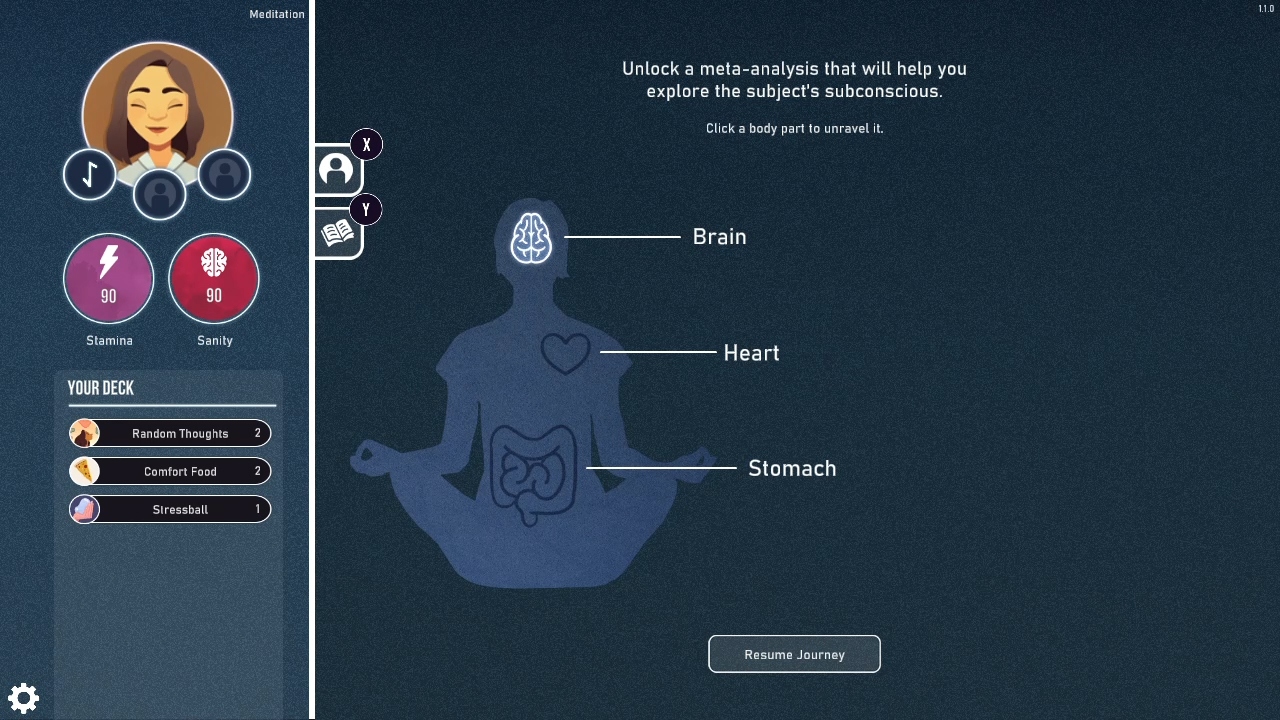 Meditation
1.1.0
Unlock a meta-analysis that will help you
explore the subject's subconscious.
Click a body part to unravel it.
X
Y
90
90
Stamina
Sanity
Brain
Heart
Stomach
YOUR DECK
Random Thoughts 2
Comfort Food 2
Stressball 1
Resume Journey